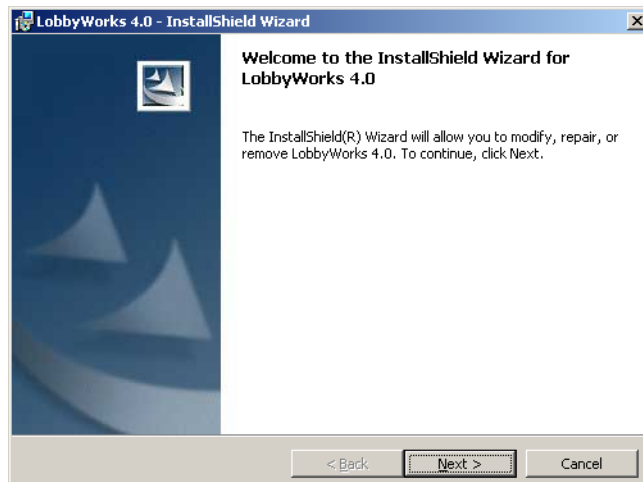 LobbyWorks 4.0 - InstallShield Wizard
Welcome to the InstallShield Wizard for
LobbyWorks 4.0
The InstallShield(R) Wizard will allow you to modify, repair, or
remove LobbyWorks 4.0. To continue, click Next.
< Back Next > Cancel